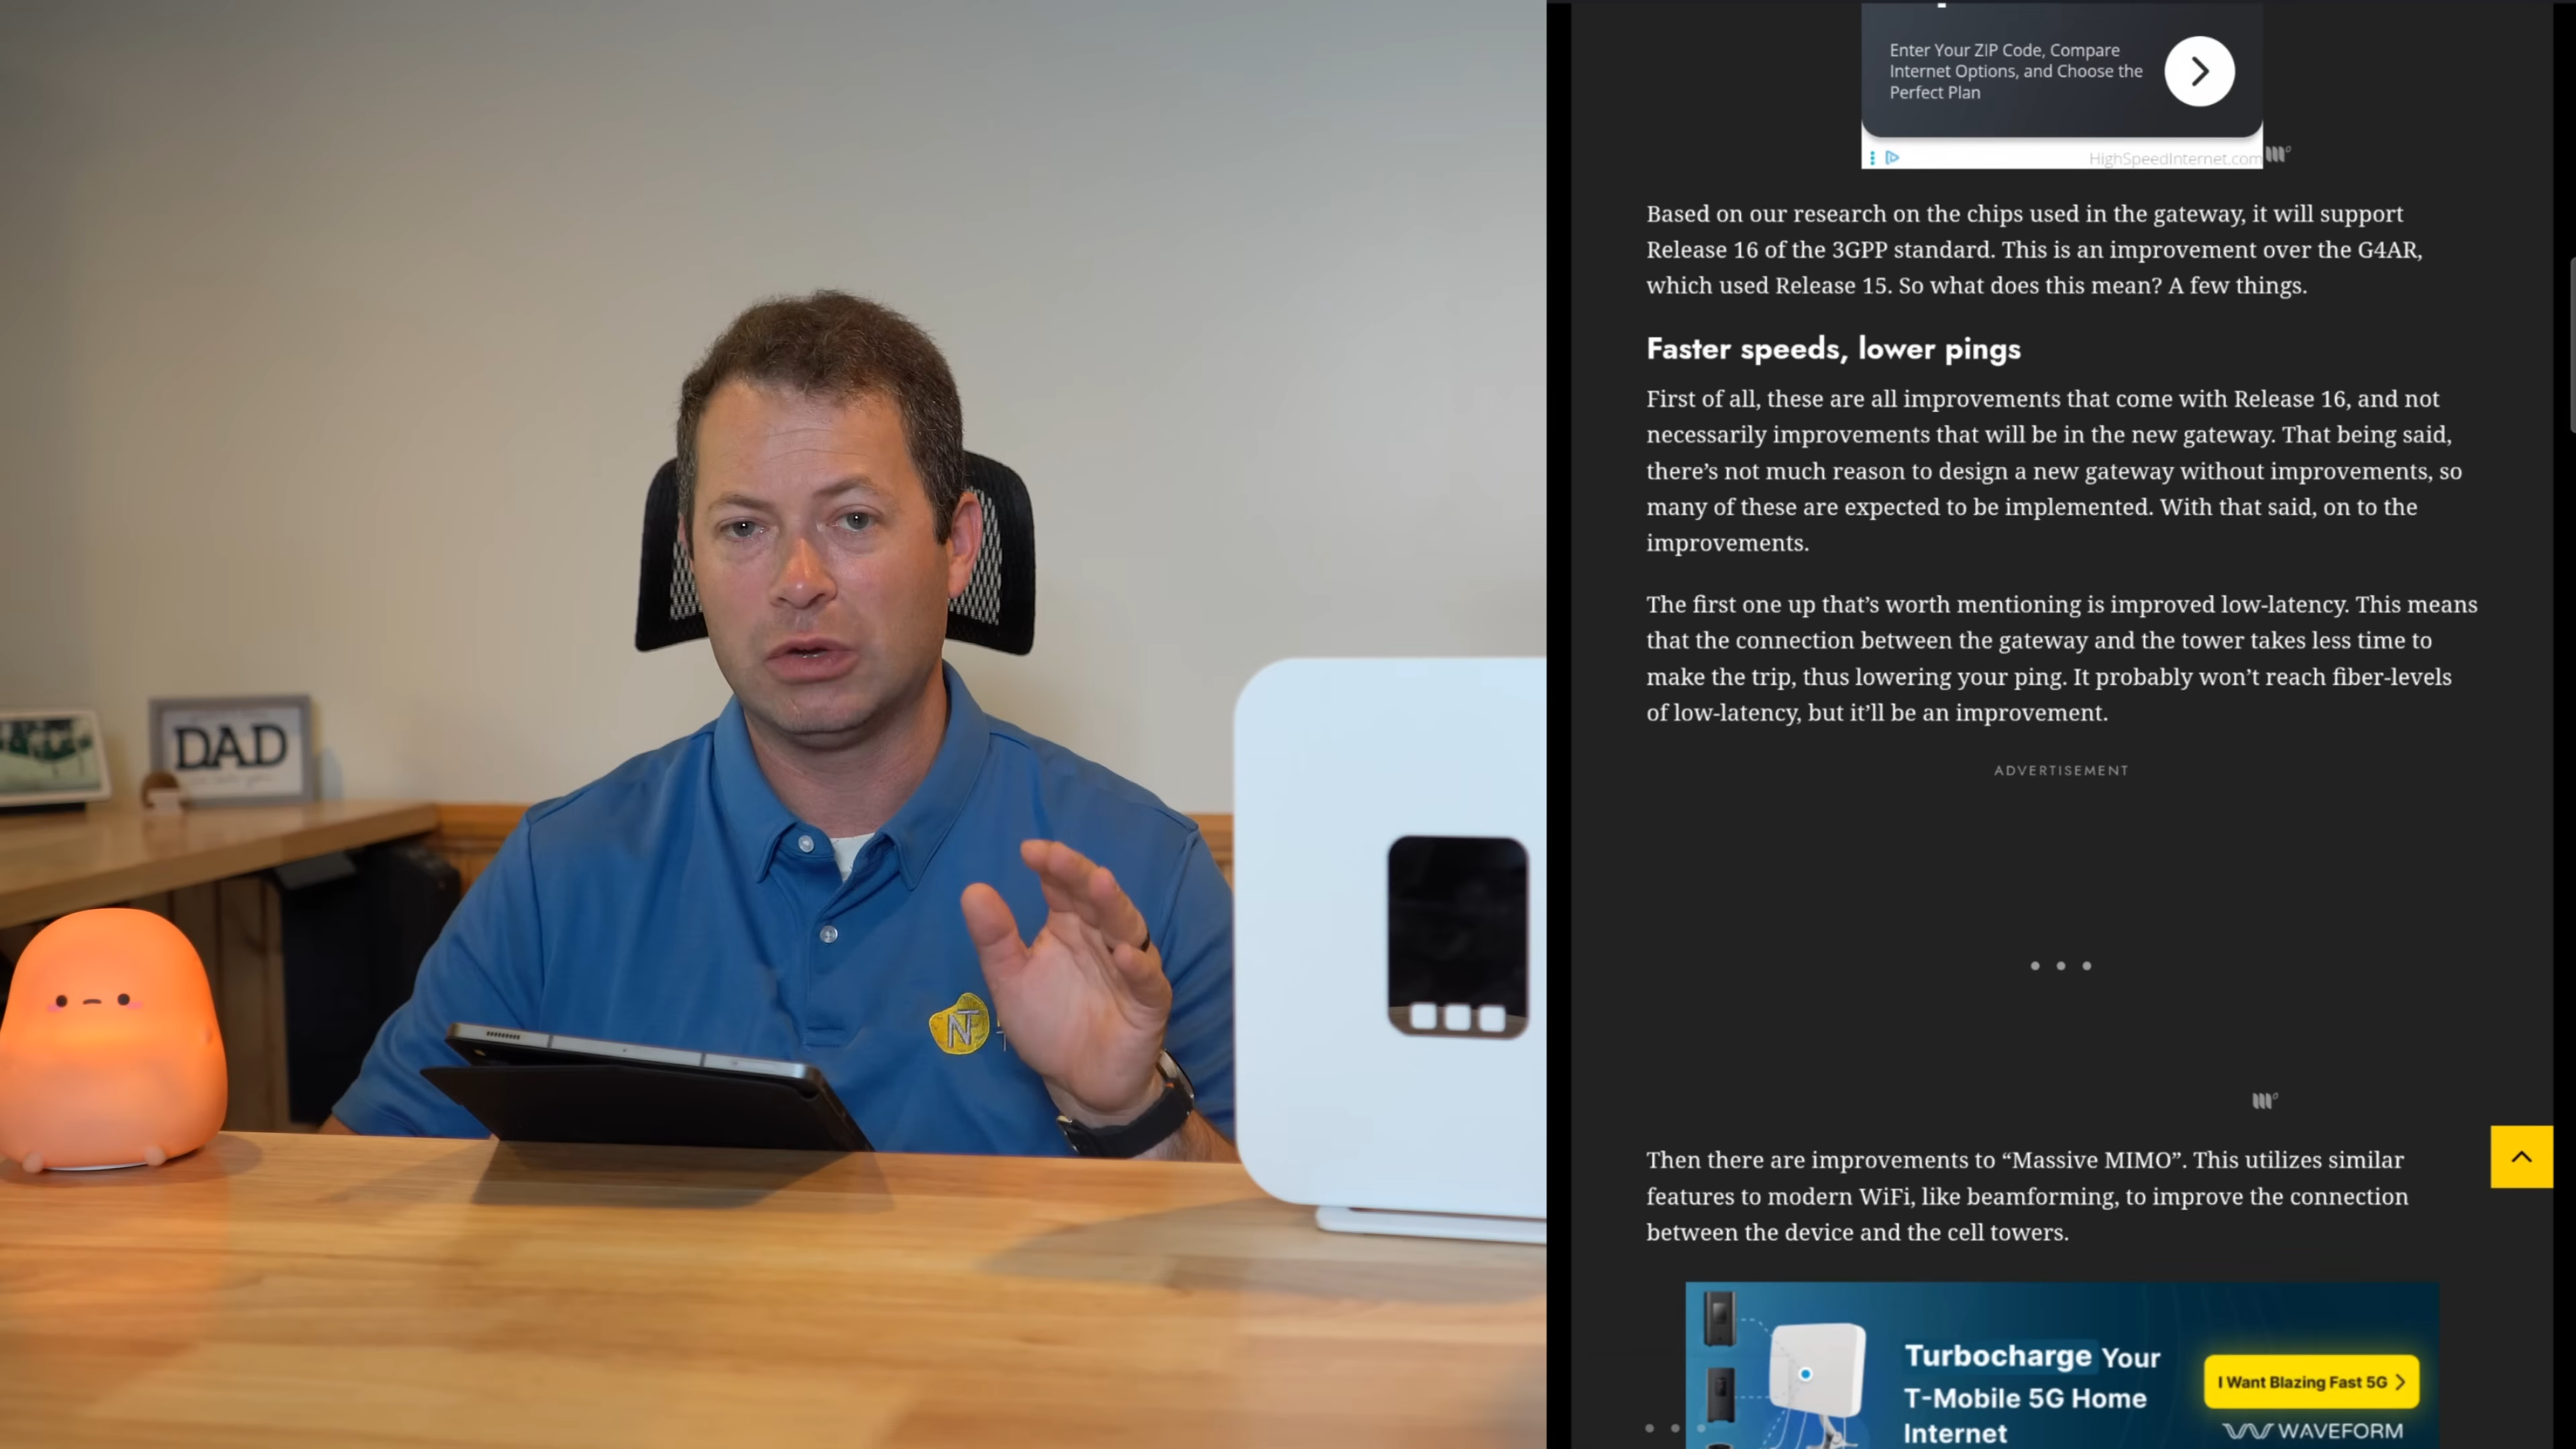 DAD
NT
Enter Your ZIP Code, Compare
Internet Options, and Choose the
Perfect Plan
HighSpeedInternet.com
Based on our research on the chips used in the gateway, it will support
Release 16 of the 3GPP standard. This is an improvement over the G4AR,
which used Release 15. So what does this mean? A few things.
Faster speeds, lower pings
First of all, these are all improvements that come with Release 16, and not
necessarily improvements that will be in the new gateway. That being said,
there’s not much reason to design a new gateway without improvements, so
many of these are expected to be implemented. With that said, on to the
improvements.
The first one up that’s worth mentioning is improved low-latency. This means
that the connection between the gateway and the tower takes less time to
make the trip, thus lowering your ping. It probably won’t reach fiber-levels
of low-latency, but it’ll be an improvement.
ADVERTISEMENT
Then there are improvements to “Massive MIMO”. This utilizes similar
features to modern WiFi, like beamforming, to improve the connection
between the device and the cell towers.
Turbocharge Your
T-Mobile 5G Home
Internet
I Want Blazing Fast 5G
WAVEFORM